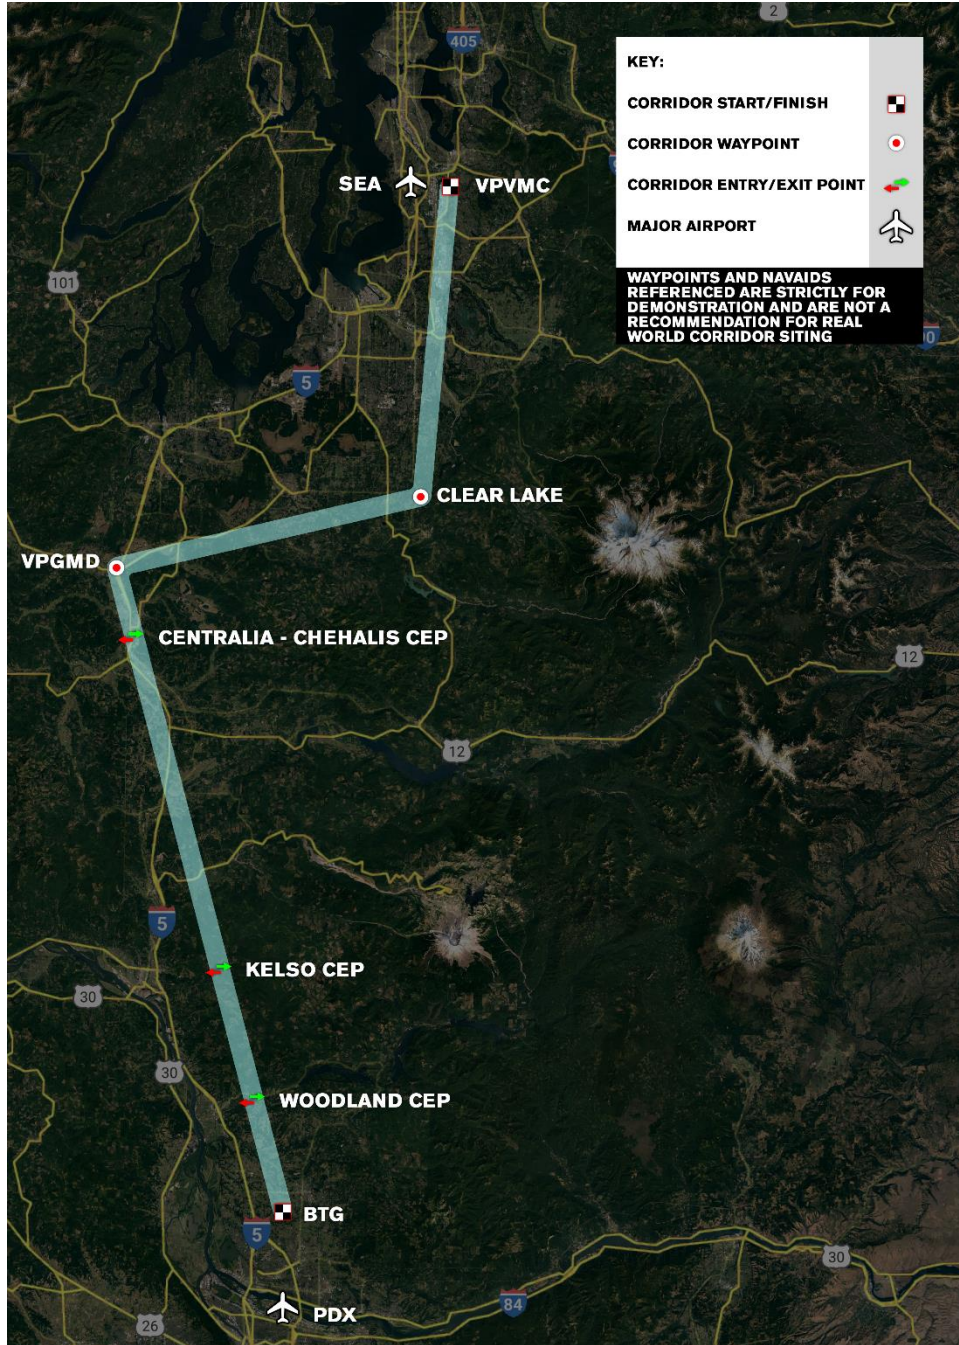 2
405
KEY:
CORRIDOR START/FINISH
CORRIDOR WAYPOINT
CORRIDOR ENTRY/EXIT POINT
MAJOR AIRPORT
WAYPOINTS AND NAVAIDS
REFERENCED ARE STRICTLY FOR
DEMONSTRATION AND ARE NOT A
RECOMMENDATION FOR REAL
WORLD CORRIDOR SITING
SEA
VPVMC
101
5
CLEAR LAKE
VPGMD
CENTRALIA - CHEHALIS CEP
12
12
5
KELSO CEP
30
30
WOODLAND CEP
BTG
5
30
84
PDX
26